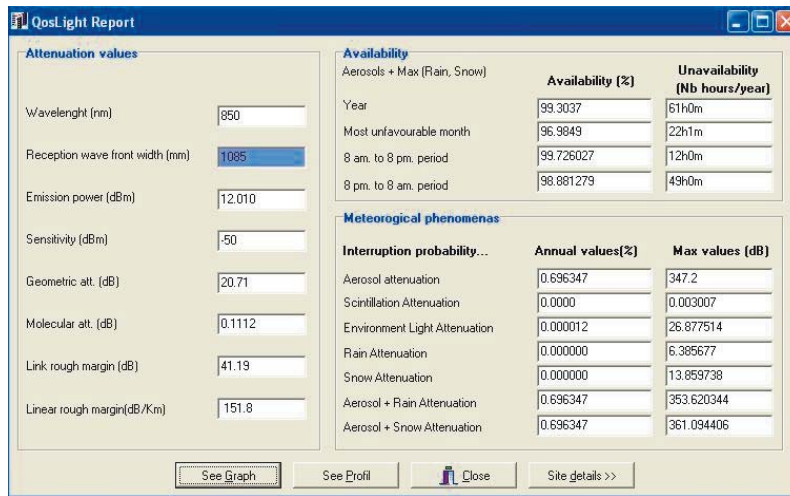 QosLight Report
Attenuation values
Wavelenght (nm) 850
Reception wave front width (mm) 1085
Emission power (dBm) 12.010
Sensitivity (dBm) -50
Geometric att. (dB) 20.71
Molecular att. (dB) 0.1112
Link rough margin (dB) 41.19
Linear rough margin(dB/Km) 151.8
Availability
Aerosols + Max (Rain, Snow) Availability (%) Unavailability (Nb hours/year)
Year 99.3037 61h0m
Most unfavourable month 96.9849 22h1m
8 am. to 8 pm. period 99.726027 12h0m
8 pm. to 8 am. period 98.881279 49h0m
Meteorogical phenomenas
Interruption probability... Annual values(%) Max values (dB)
Aerosol attenuation 0.696347 347.2
Scintillation Attenuation 0.0000 0.003007
Environment Light Attenuation 0.000012 26.877514
Rain Attenuation 0.000000 6.385677
Snow Attenuation 0.000000 13.859738
Aerosol + Rain Attenuation 0.696347 353.620344
Aerosol + Snow Attenuation 0.696347 361.094406
See Graph See Profil Close Site details >>